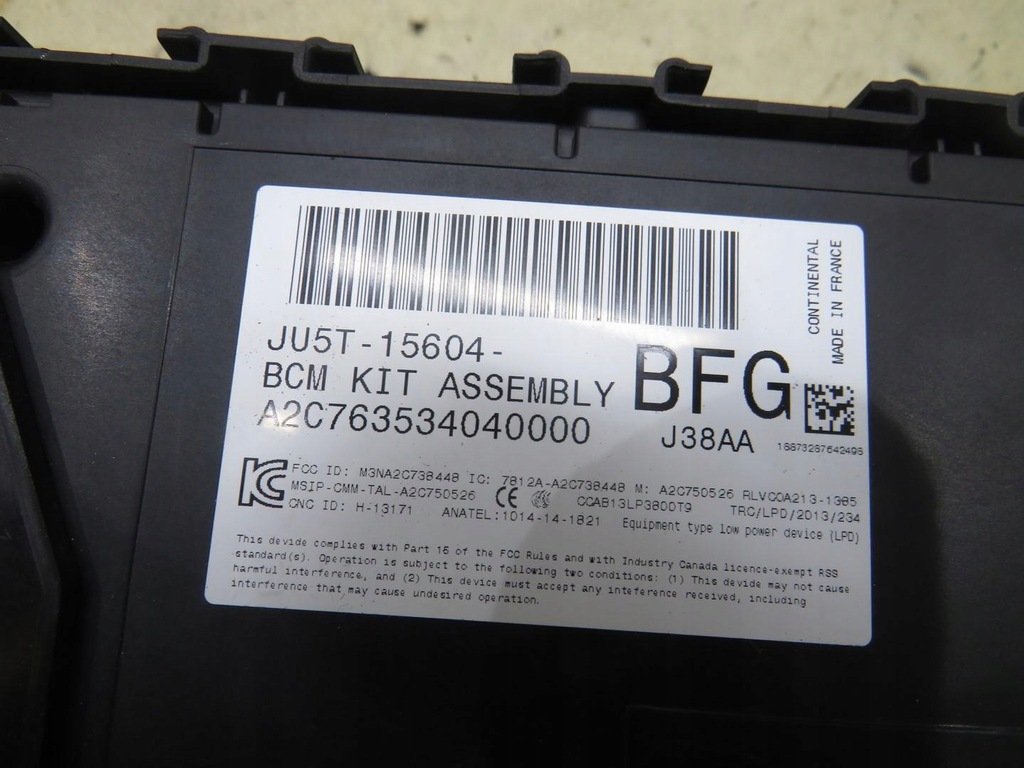 CONTINENTAL
MADE IN FRANCE
JU5T-15604-
BFG
BCM KIT ASSEMBLY
A2C763534040000
J38AA
18873287642495
FCC ID: M3NA2C738448 IC: 7812A-A2C738448 M: A2C750526 RLVCOA213-1385
MSIP-CMM-TAL-A2C750526 CE CCAB13LP3800T9 TRC/LPD/2013/234
CNC ID: H-13171 ANATEL:1014-14-1821 Equipment type low power device (LPD)
This device complies with Part 15 of the FCC Rules and with Industry Canada licence-exempt RSS
standard(s). Operation is subject to the following two conditions: (1) This device may not cause
harmful interference, and (2) This device must accept any inteference received, including
interference that may cause undesired operation.